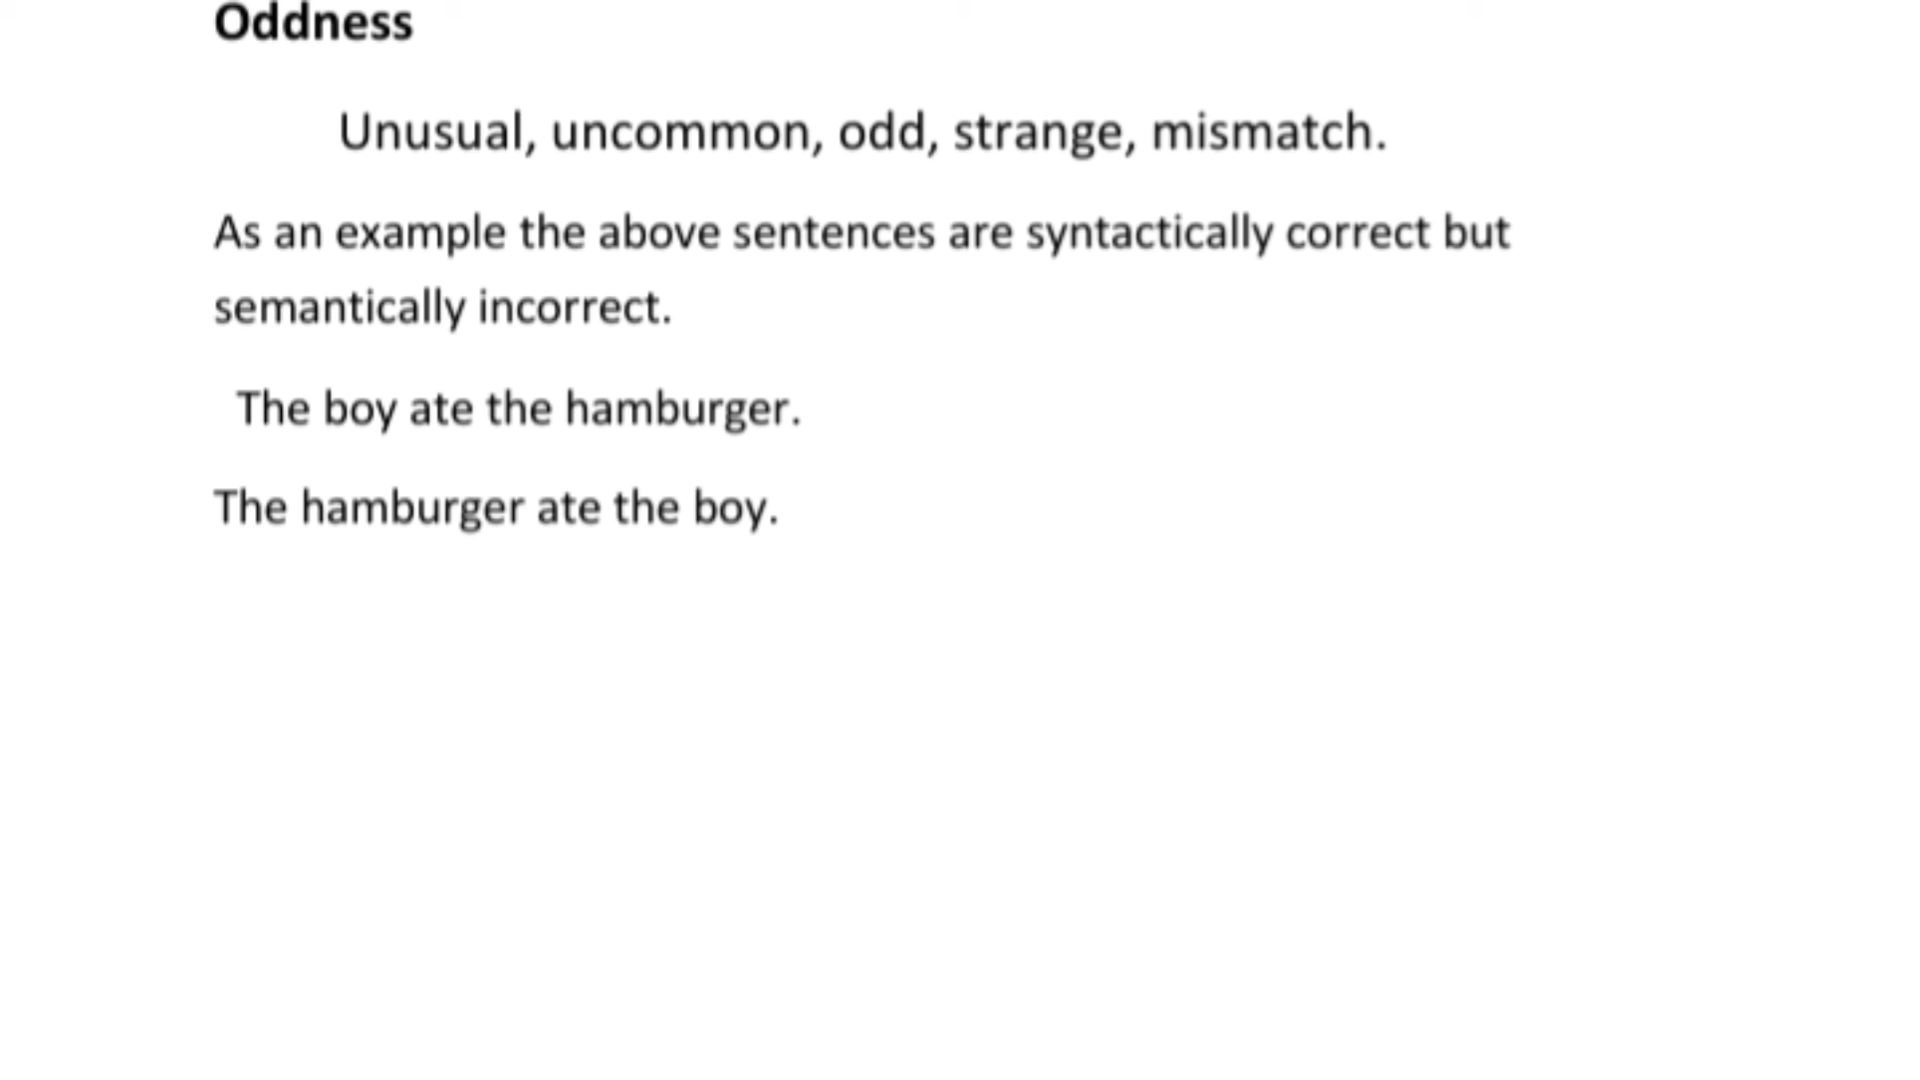 Oddness
Unusual, uncommon, odd, strange, mismatch.
As an example the above sentences are syntactically correct but
semantically incorrect.
The boy ate the hamburger.
The hamburger ate the boy.